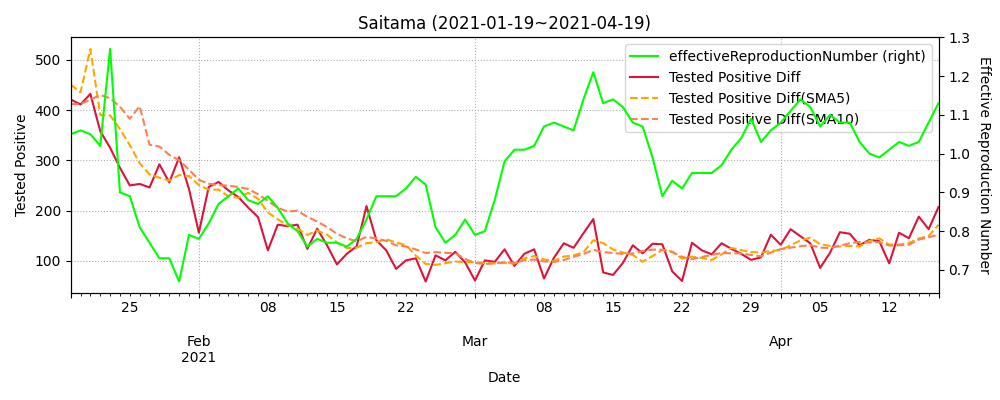 Saitama (2021-01-19~2021-04-19)
effectiveReproductionNumber (right)
Tested Positive Diff
Tested Positive Diff(SMA5)
Tested Positive Diff(SMA10)
Tested Positive
500
400
300
200
100
1.3
1.2
1.1
1.0
0.9
0.8
0.7
Effective Reproduction Number
25 08 15 22 08 15 22 29 05 12
Feb Mar Apr
2021
Date